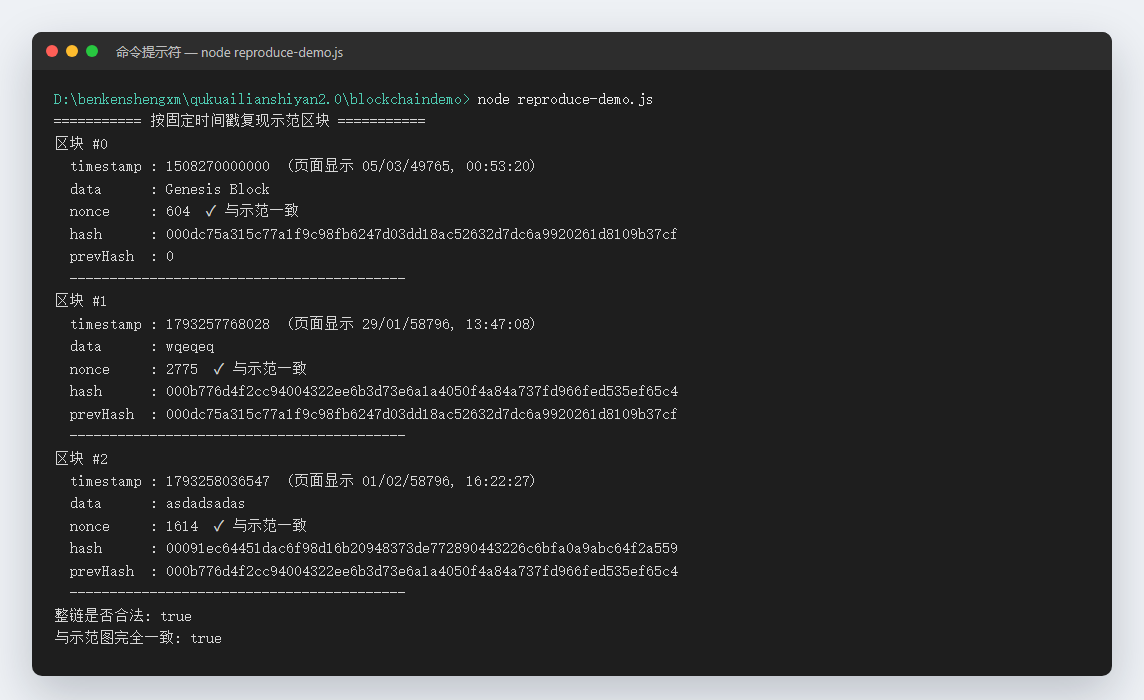 命令提示符 — node reproduce-demo.js
D:\benkenshengxm\qukuailianshiyan2.0\blockchaindemo> node reproduce-demo.js
=========== 按固定时间戳复现示范区块 ===========
区块 #0
timestamp : 1508270000000 （页面显示 05/03/49765, 00:53:20）
data : Genesis Block
nonce : 604 ✓ 与示范一致
hash : 000dc75a315c77a1f9c98fb6247d03dd18ac52632d7dc6a9920261d8109b37cf
prevHash : 0
------------------------------------------
区块 #1
timestamp : 1793257768028 （页面显示 29/01/58796, 13:47:08）
data : wqeqeq
nonce : 2775 ✓ 与示范一致
hash : 000b776d4f2cc94004322ee6b3d73e6a1a4050f4a84a737fd966fed535ef65c4
prevHash : 000dc75a315c77a1f9c98fb6247d03dd18ac52632d7dc6a9920261d8109b37cf
------------------------------------------
区块 #2
timestamp : 1793258036547 （页面显示 01/02/58796, 16:22:27）
data : asdadsadas
nonce : 1614 ✓ 与示范一致
hash : 00091ec64451dac6f98d16b20948373de772890443226c6bfa0a9abc64f2a559
prevHash : 000b776d4f2cc94004322ee6b3d73e6a1a4050f4a84a737fd966fed535ef65c4
------------------------------------------
整链是否合法: true
与示范图完全一致: true